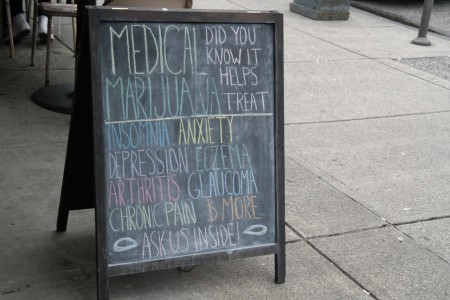 MEDICAL
MARIJUANA
DID YOU
KNOW IT
HELPS
TREAT
INSOMNIA ANXIETY
DEPRESSION ECZEMA
ARTHRITIS GLAUCOMA
CHRONIC PAIN & MORE
ASK US INSIDE!